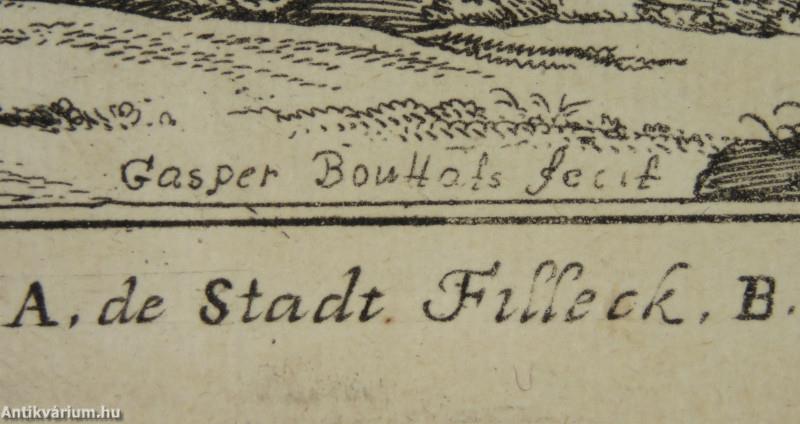 Gasper Bouttats fecit
A. de Stadt Filleck. B.
Antikvárium.hu